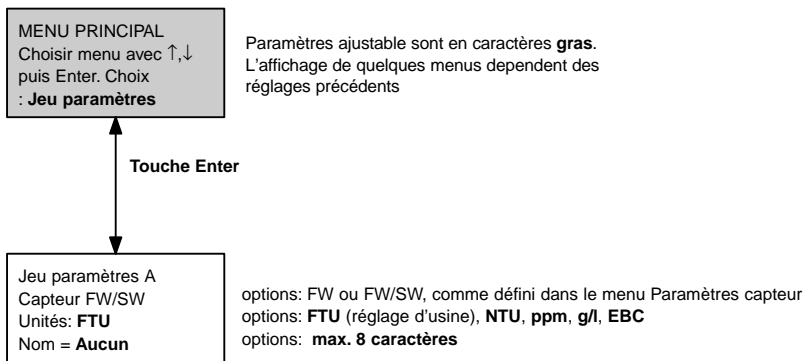 MENU PRINCIPAL
Choisir menu avec ↑,↓
puis Enter. Choix
: Jeu paramètres
Paramètres ajustable sont en caractères gras.
L'affichage de quelques menus dependent des
réglages précédents
Touche Enter
Jeu paramètres A
Capteur FW/SW
Unités: FTU
Nom = Aucun
options: FW ou FW/SW, comme défini dans le menu Paramètres capteur
options: FTU (réglage d'usine), NTU, ppm, g/l, EBC
options: max. 8 caractères